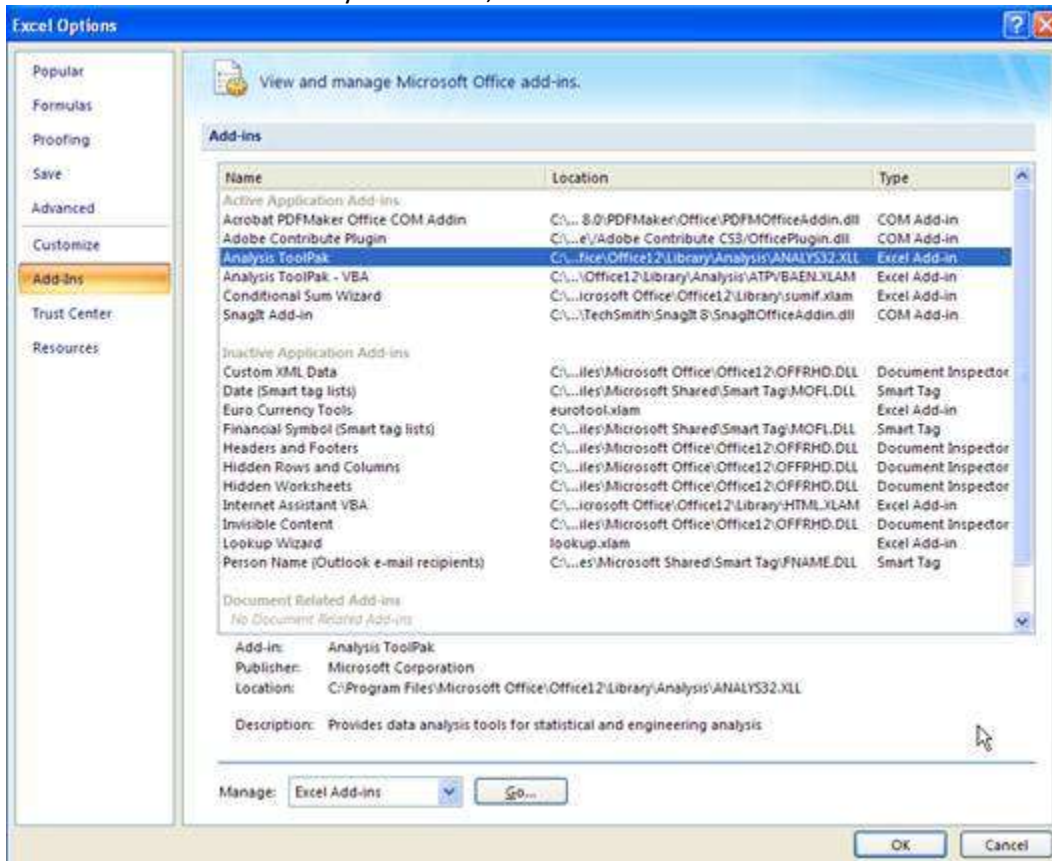 Excel Options
Popular
Formulas
Proofing
Save
Advanced
Customize
Add-Ins
Trust Center
Resources
View and manage Microsoft Office add-ins.
Add-ins
Name Location Type
Active Application Add-ins
Acrobat PDFMaker Office COM Addin C:\... 8.0\PDFMaker\Office\PDFMOfficeAddin.dll COM Add-in
Adobe Contribute Plugin C:\...e\/Adobe Contribute CS3/OfficePlugin.dll COM Add-in
Analysis ToolPak C:\...fice\Office12\Library\Analysis\ANALYS32.XLL Excel Add-in
Analysis ToolPak - VBA C:\...\Office12\Library\Analysis\ATPVBAEN.XLAM Excel Add-in
Conditional Sum Wizard C:\...icrosoft Office\Office12\Library\sumif.xlam Excel Add-in
SnagIt Add-in C:\...\TechSmith\SnagIt 8\SnagItOfficeAddin.dll COM Add-in
Inactive Application Add-ins
Custom XML Data C:\...iles\Microsoft Office\Office12\OFFRHD.DLL Document Inspector
Date (Smart tag lists) C:\...iles\Microsoft Shared\Smart Tag\MOFL.DLL Smart Tag
Euro Currency Tools eurotool.xlam Excel Add-in
Financial Symbol (Smart tag lists) C:\...iles\Microsoft Shared\Smart Tag\MOFL.DLL Smart Tag
Headers and Footers C:\...iles\Microsoft Office\Office12\OFFRHD.DLL Document Inspector
Hidden Rows and Columns C:\...iles\Microsoft Office\Office12\OFFRHD.DLL Document Inspector
Hidden Worksheets C:\...iles\Microsoft Office\Office12\OFFRHD.DLL Document Inspector
Internet Assistant VBA C:\...icrosoft Office\Office12\Library\HTML.XLAM Excel Add-in
Invisible Content C:\...iles\Microsoft Office\Office12\OFFRHD.DLL Document Inspector
Lookup Wizard lookup.xlam Excel Add-in
Person Name (Outlook e-mail recipients) C:\...es\Microsoft Shared\Smart Tag\FNAME.DLL Smart Tag
Document Related Add-ins
No Document Related Add-ins
Add-in: Analysis ToolPak
Publisher: Microsoft Corporation
Location: C:\Program Files\Microsoft Office\Office12\Library\Analysis\ANALYS32.XLL
Description: Provides data analysis tools for statistical and engineering analysis
Manage: Excel Add-ins Go...
OK Cancel